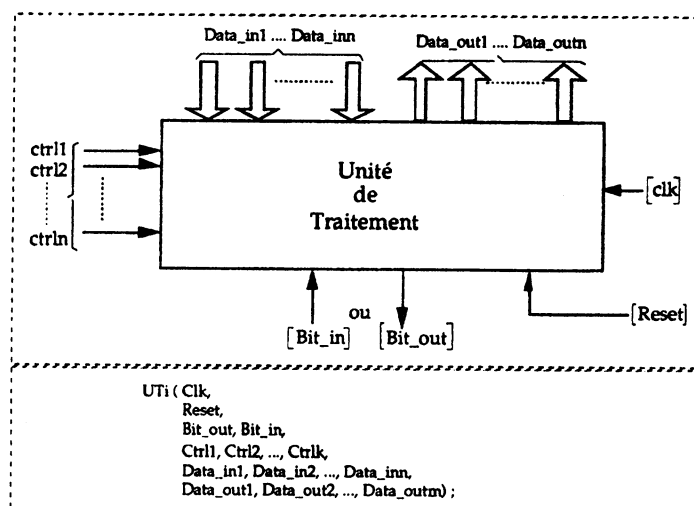 Data_in1 .... Data_inn
Data_out1 .... Data_outn
ctrl1
ctrl2
ctrln
Unité
de
Traitement
[clk]
ou
[Bit_in]
[Bit_out]
[Reset]
UTi ( Clk,
Reset,
Bit_out, Bit_in,
Ctrl1, Ctrl2, ..., Ctrlk,
Data_in1, Data_in2, ..., Data_inn,
Data_out1, Data_out2, ..., Data_outm) ;